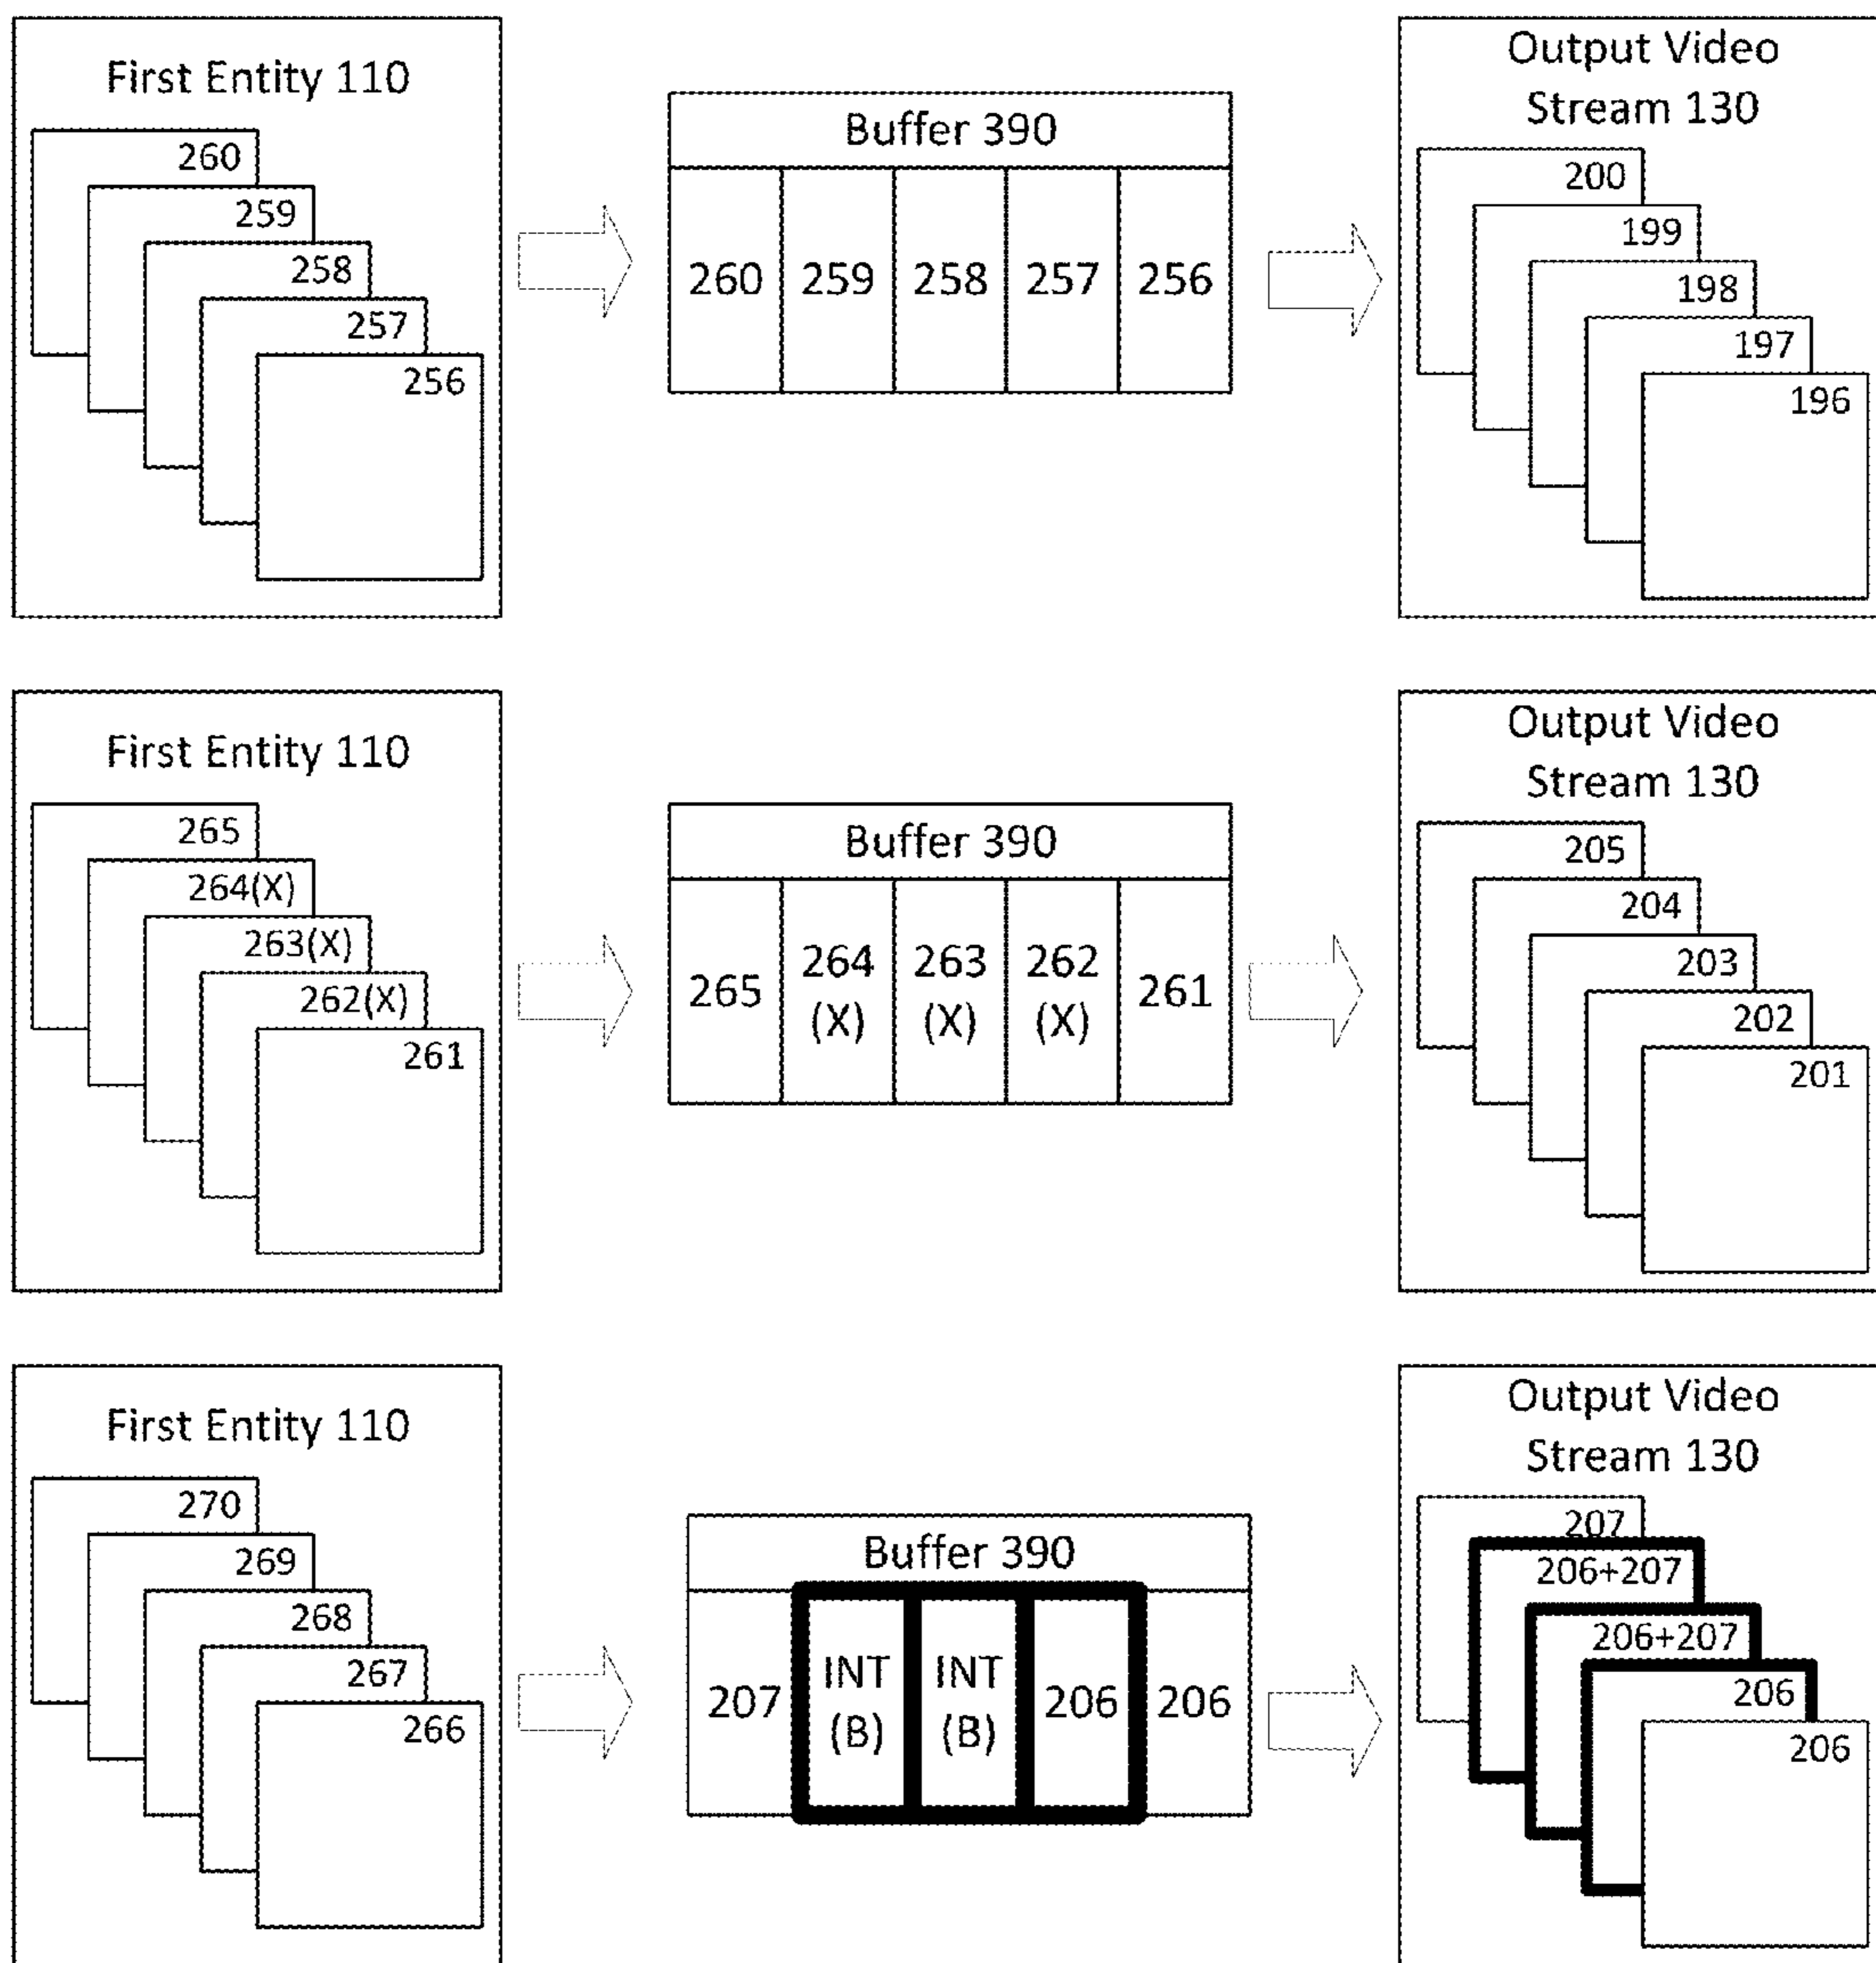 First Entity 110
260
259
258
257
256
Buffer 390
260 259 258 257 256
Output Video
Stream 130
200
199
198
197
196
First Entity 110
265
264(X)
263(X)
262(X)
261
Buffer 390
265 264 (X) 263 (X) 262 (X) 261
Output Video
Stream 130
205
204
203
202
201
First Entity 110
270
269
268
267
266
Buffer 390
207 INT (B) INT (B) 206 206
Output Video
Stream 130
207
206+207
206+207
206
206